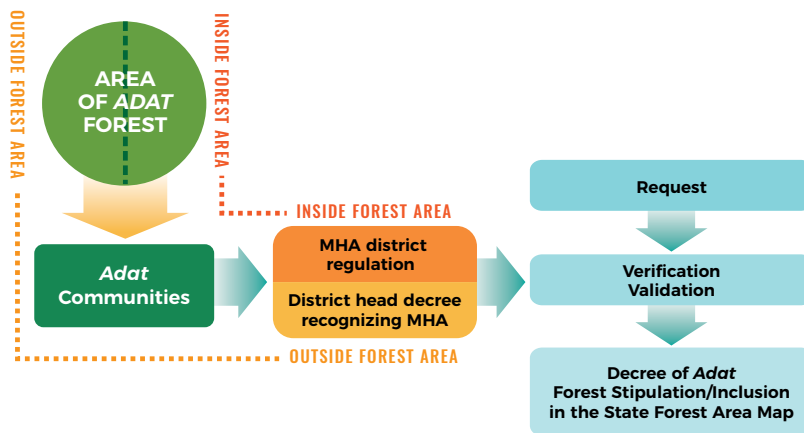 OUTSIDE FOREST AREA
AREA
OF ADAT
FOREST
INSIDE FOREST AREA
INSIDE FOREST AREA
Adat
Communities
MHA district
regulation
District head decree
recognizing MHA
OUTSIDE FOREST AREA
Request
Verification
Validation
Decree of Adat
Forest Stipulation/Inclusion
in the State Forest Area Map